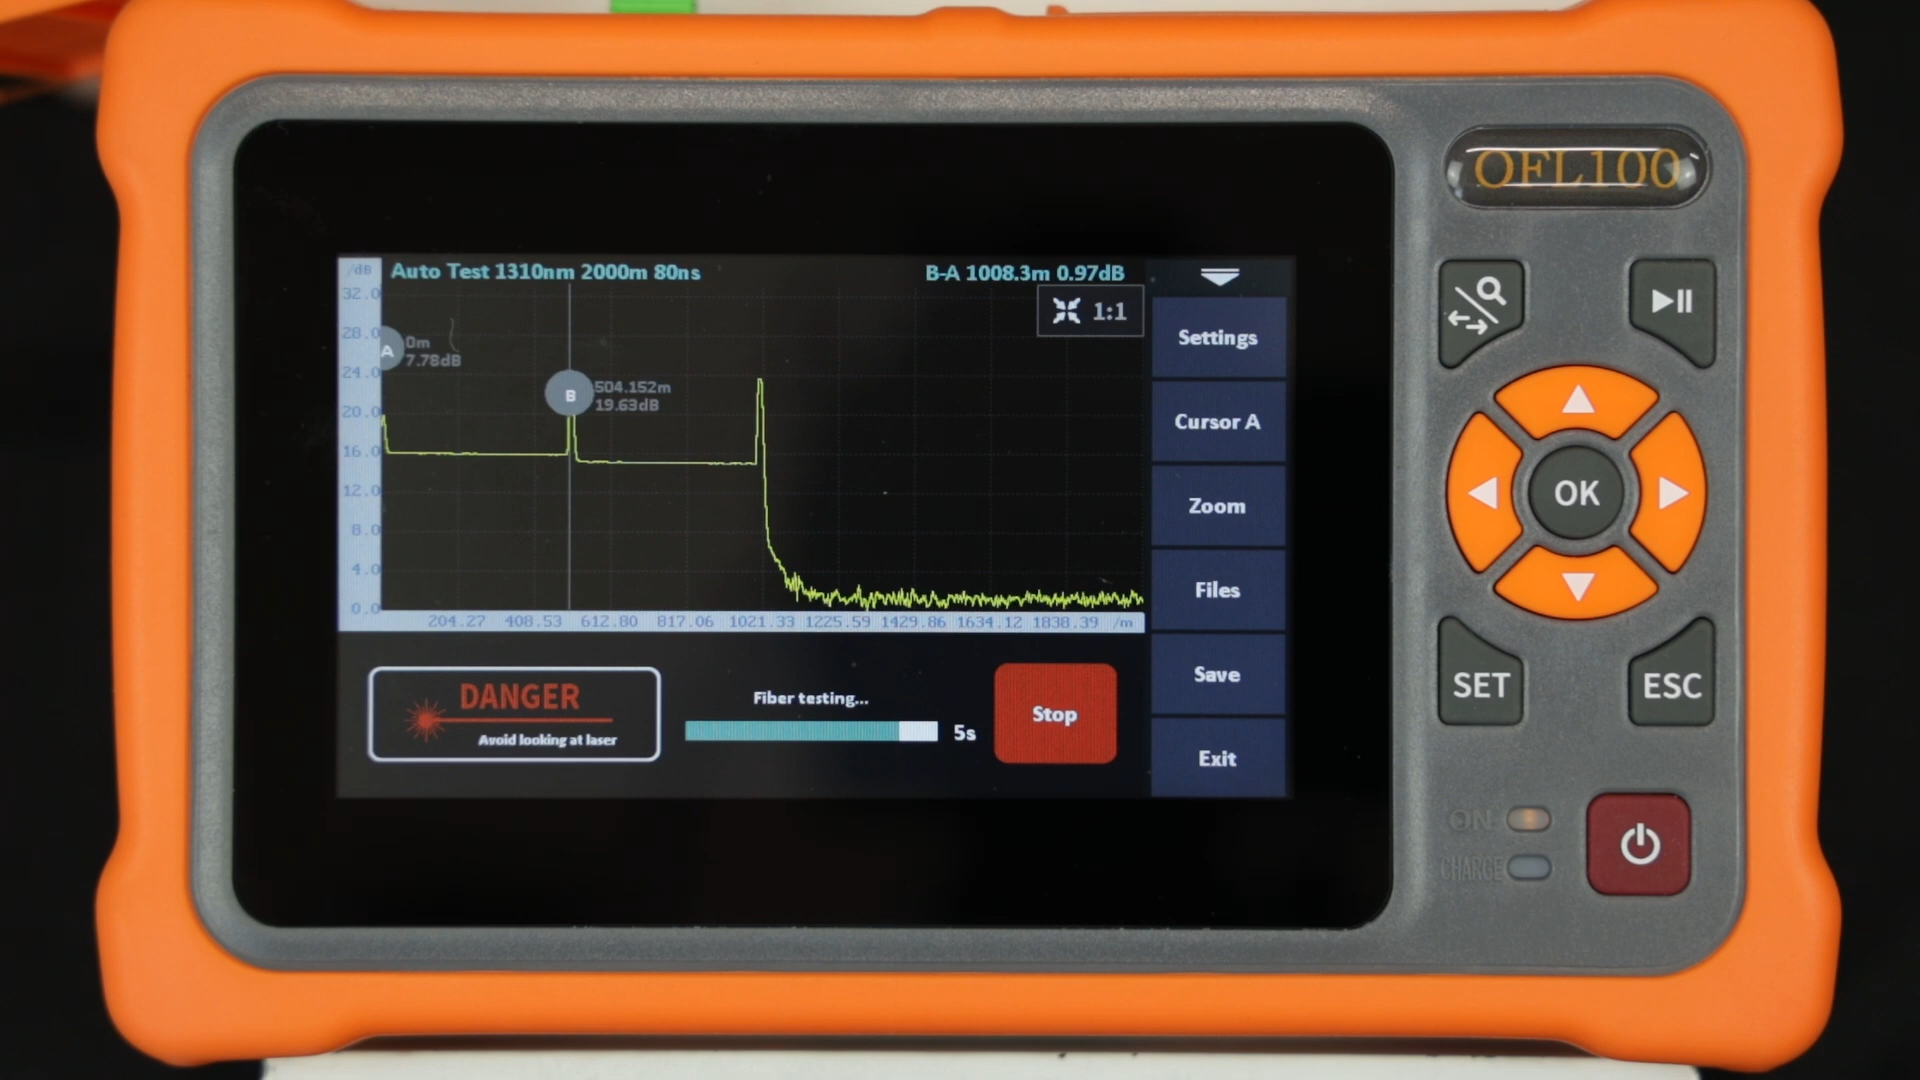 OFL100
/dB
Auto Test 1310nm 2000m 80ns
B-A 1008.3m 0.97dB
1:1
32.0
28.0
24.0
20.0
16.0
12.0
8.0
4.0
0.0
A
0m
7.78dB
B
504.152m
19.63dB
204.27 408.53 612.80 817.06 1021.33 1225.59 1429.86 1634.12 1838.39 /m
DANGER
Avoid looking at laser
Fiber testing...
5s
Stop
Settings
Cursor A
Zoom
Files
Save
Exit
OK
SET
ESC
ON
CHARGE